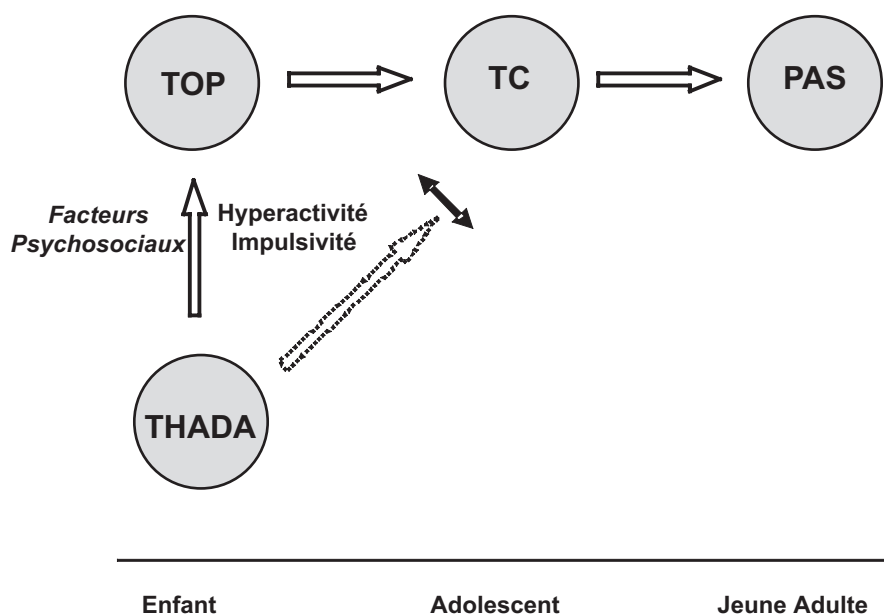 TOP
TC
PAS
Facteurs
Psychosociaux
Hyperactivité
Impulsivité
THADA
Enfant
Adolescent
Jeune Adulte